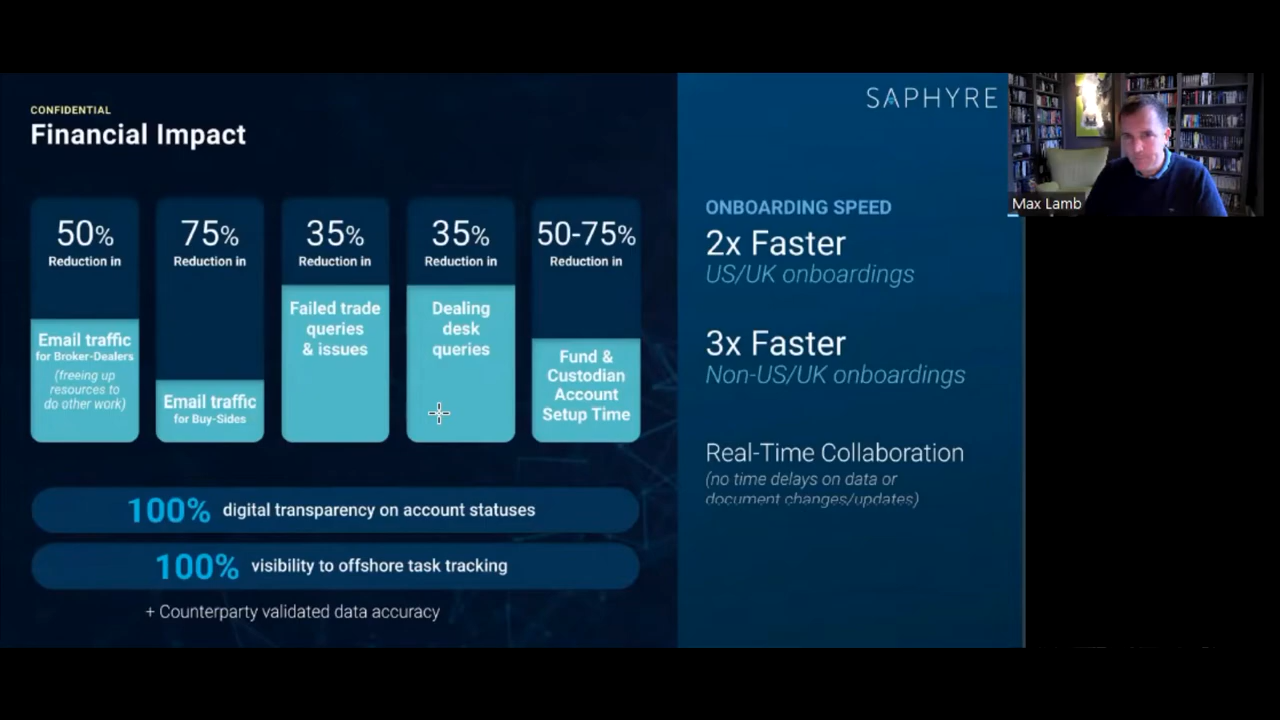 CONFIDENTIAL
Financial Impact
50%
Reduction in
Email traffic
for Broker-Dealers
(freeing up
resources to
do other work)
75%
Reduction in
Email traffic
for Buy-Sides
35%
Reduction in
Failed trade
queries
& issues
35%
Reduction in
Dealing
desk
queries
50-75%
Reduction in
Fund &
Custodian
Account
Setup Time
100% digital transparency on account statuses
100% visibility to offshore task tracking
+ Counterparty validated data accuracy
SAPHYRE
ONBOARDING SPEED
2x Faster
US/UK onboardings
3x Faster
Non-US/UK onboardings
Real-Time Collaboration
(no time delays on data or
document changes/updates)
Max Lamb